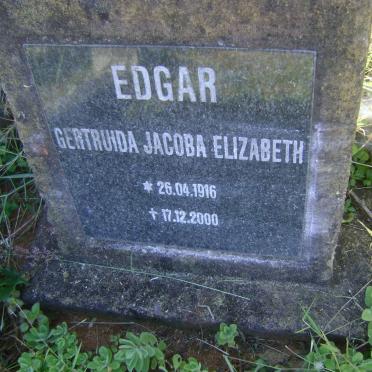 EDGAR
GERTRUIDA JACOBA ELIZABETH
* 26.04.1916
† 17.12.2000